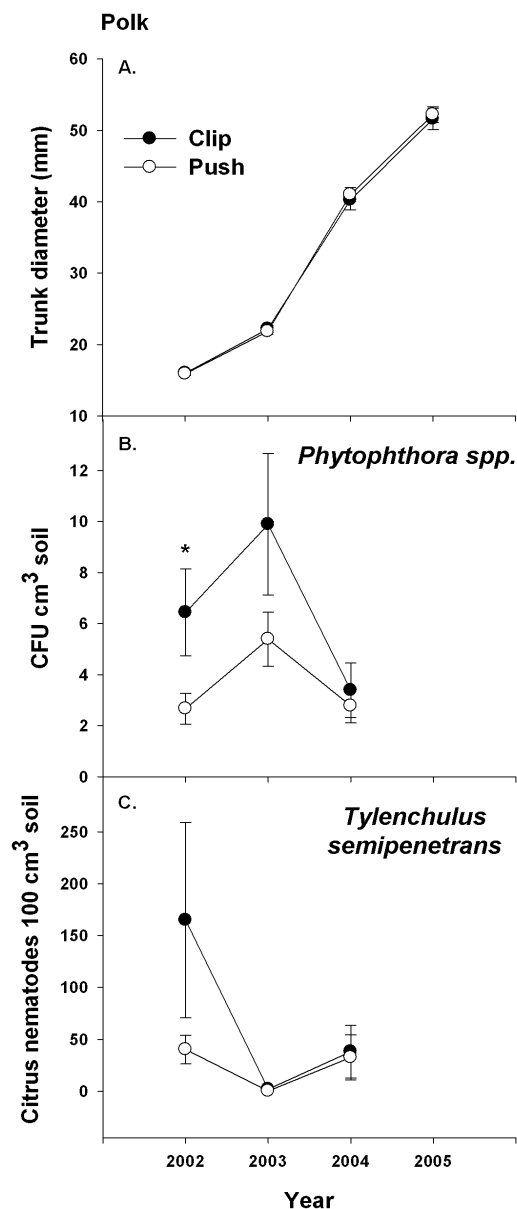 Polk
A.
60
50
40
30
20
10
Trunk diameter (mm)
Clip
Push
B.
Phytophthora spp.
12
10
8
6
4
2
0
CFU cm³ soil
*
C.
Tylenchulus
semipenetrans
250
200
150
100
50
0
Citrus nematodes 100 cm³ soil
2002 2003 2004 2005
Year